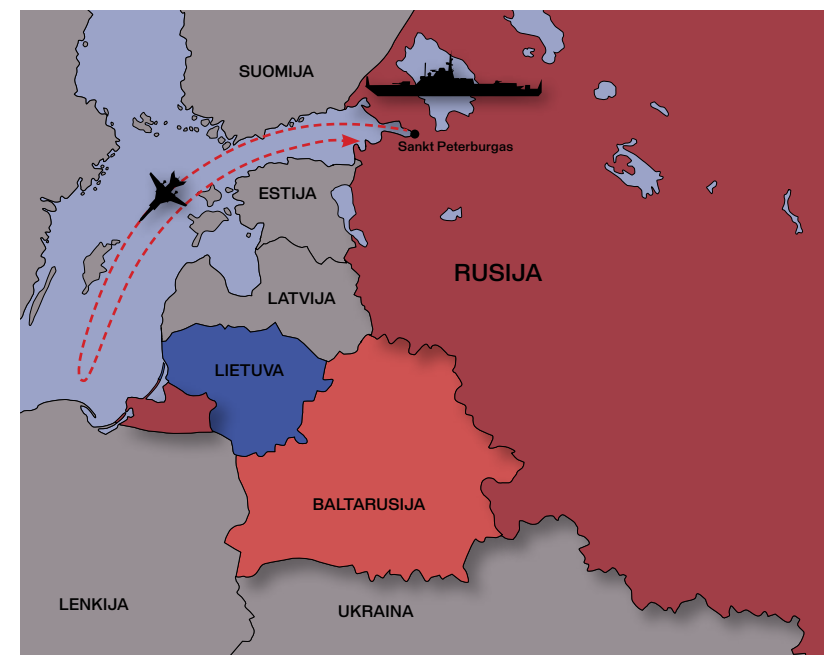 SUOMIJA
Sankt Peterburgas
ESTIJA
RUSIJA
LATVIJA
LIETUVA
BALTARUSIJA
LENKIJA
UKRAINA